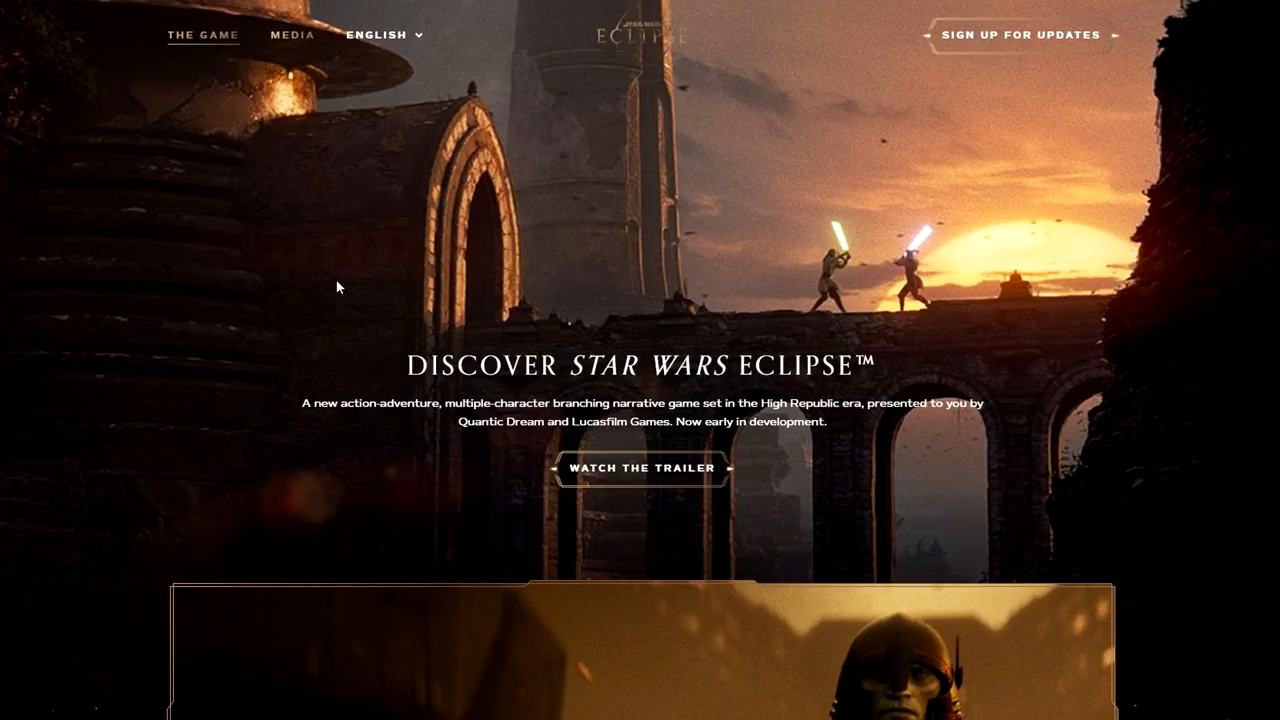 THE GAME MEDIA ENGLISH
STAR WARS
ECLIPSE
SIGN UP FOR UPDATES
DISCOVER STAR WARS ECLIPSE™
A new action-adventure, multiple-character branching narrative game set in the High Republic era, presented to you by
Quantic Dream and Lucasfilm Games. Now early in development.
WATCH THE TRAILER